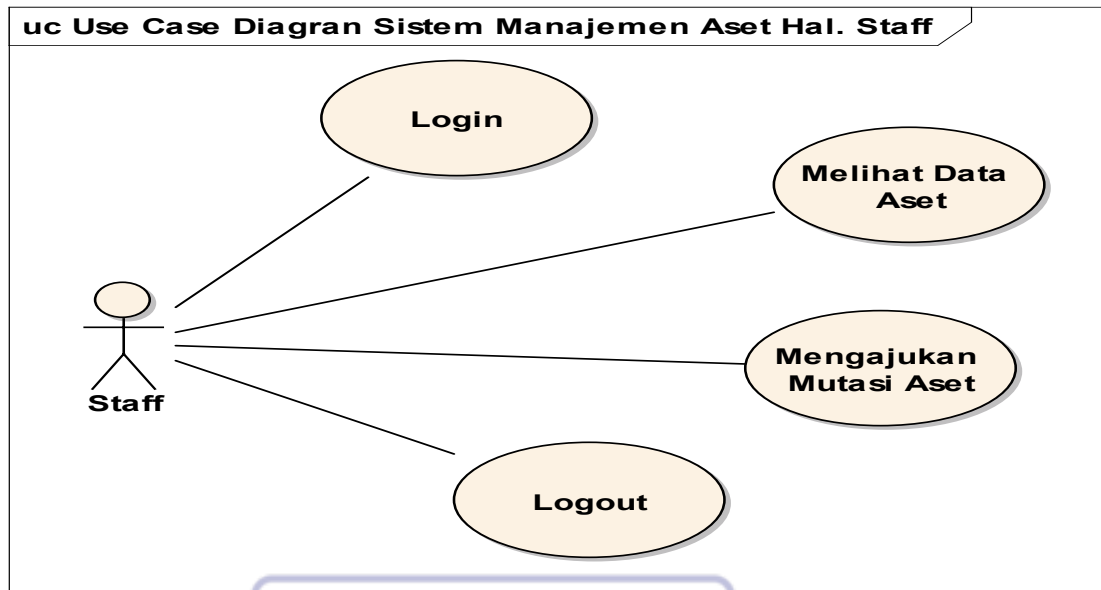 uc Use Case Diagran Sistem Manajemen Aset Hal. Staff
Login
Melihat Data
Aset
Mengajukan
Mutasi Aset
Staff
Logout